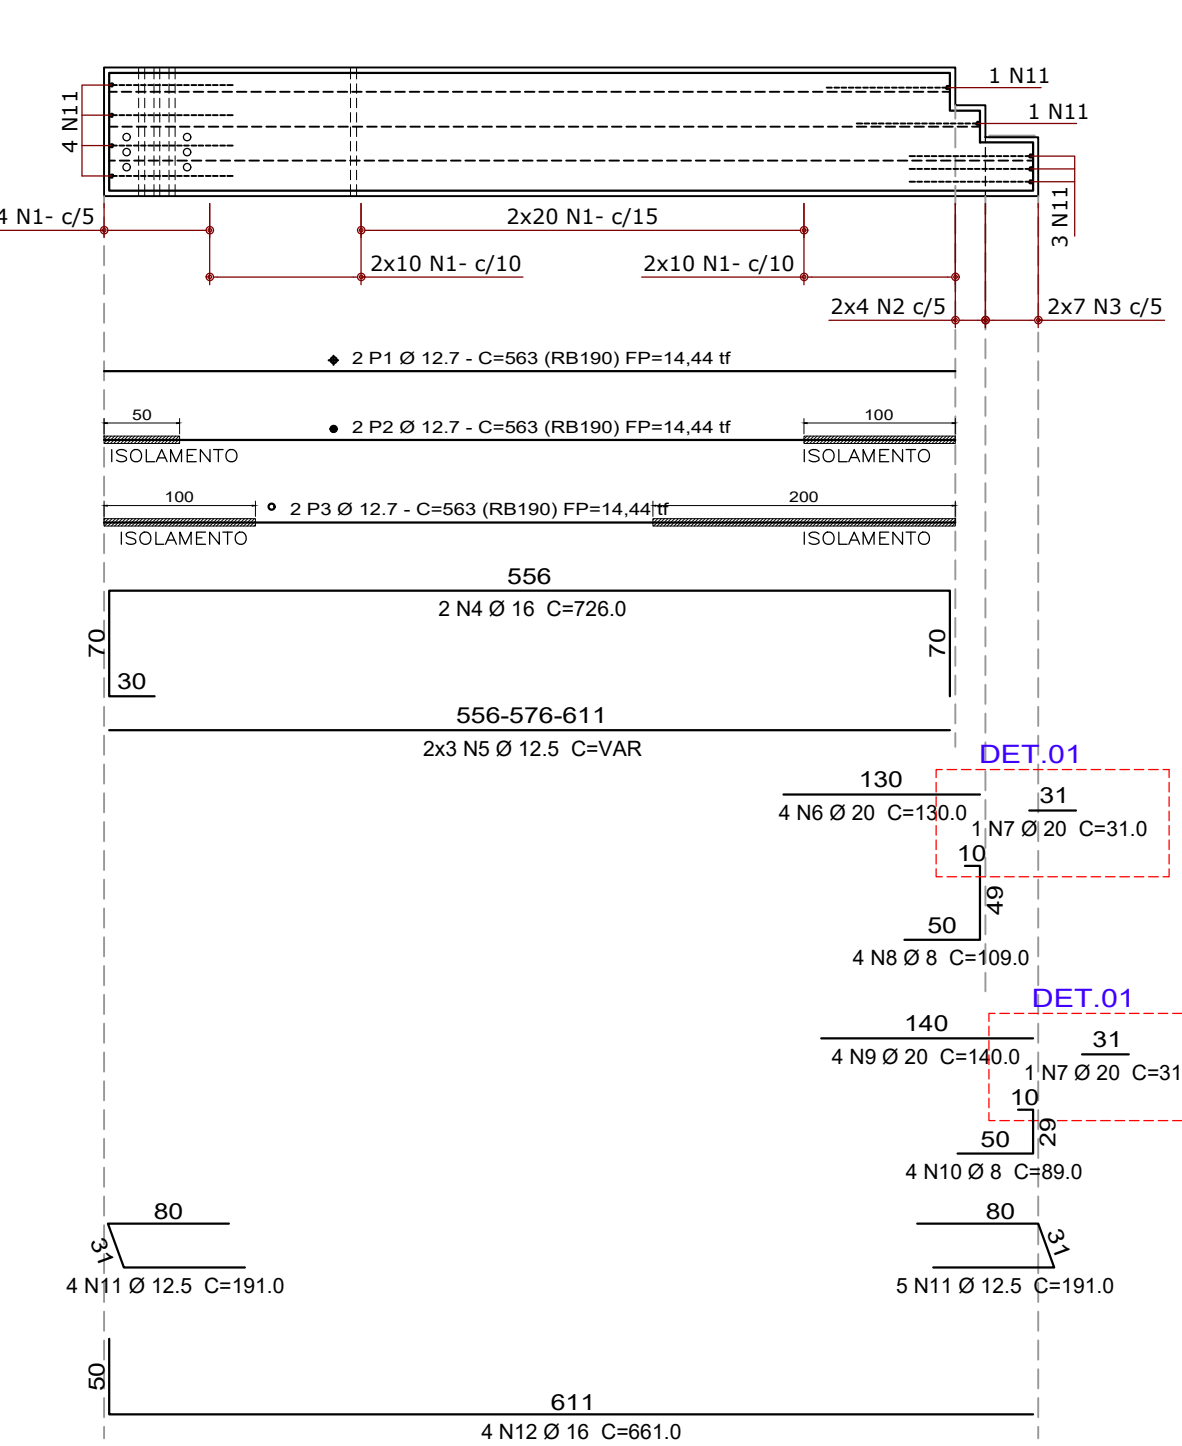 1 N11
1 N11
4 N11
3 N11
4 N1- c/5
2x20 N1- c/15
2x10 N1- c/10
2x10 N1- c/10
2x4 N2 c/5
2x7 N3 c/5
2 P1 Ø 12.7 - C=563 (RB190) FP=14,44 tf
50
2 P2 Ø 12.7 - C=563 (RB190) FP=14,44 tf
100
ISOLAMENTO
ISOLAMENTO
100
2 P3 Ø 12.7 - C=563 (RB190) FP=14,44 tf
200
ISOLAMENTO
ISOLAMENTO
556
2 N4 Ø 16 C=726.0
70
70
30
556-576-611
2x3 N5 Ø 12.5 C=VAR
DET.01
130
4 N6 Ø 20 C=130.0
31
1 N7 Ø 20 C=31.0
10
49
50
4 N8 Ø 8 C=109.0
DET.01
140
4 N9 Ø 20 C=140.0
31
1 N7 Ø 20 C=31
10
29
50
4 N10 Ø 8 C=89.0
80
31
4 N11 Ø 12.5 C=191.0
80
31
5 N11 Ø 12.5 C=191.0
50
611
4 N12 Ø 16 C=661.0